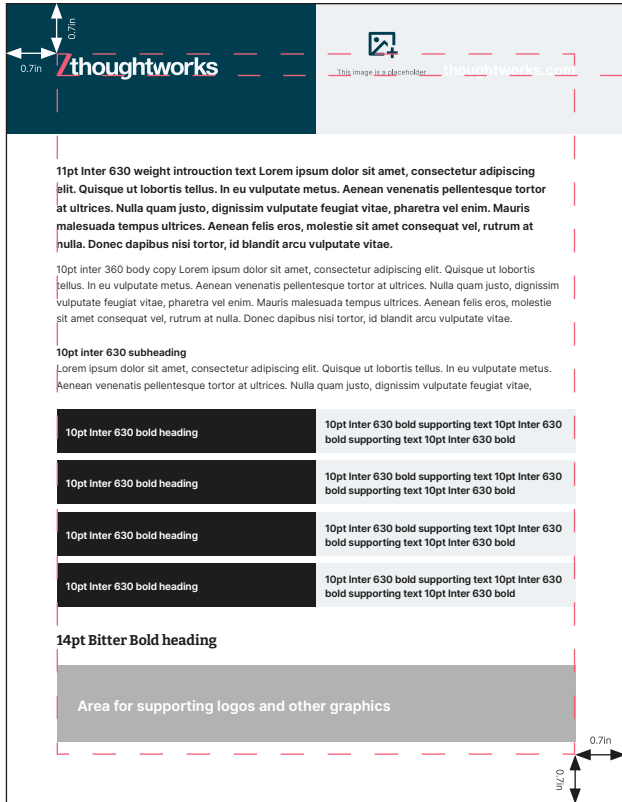 0.7in
0.7in
/thoughtworks
This image is a placeholder
thoughtworks.com
11pt Inter 630 weight introuction text Lorem ipsum dolor sit amet, consectetur adipiscing
elit. Quisque ut lobortis tellus. In eu vulputate metus. Aenean venenatis pellentesque tortor
at ultrices. Nulla quam justo, dignissim vulputate feugiat vitae, pharetra vel enim. Mauris
malesuada tempus ultrices. Aenean felis eros, molestie sit amet consequat vel, rutrum at
nulla. Donec dapibus nisi tortor, id blandit arcu vulputate vitae.
10pt inter 360 body copy Lorem ipsum dolor sit amet, consectetur adipiscing elit. Quisque ut lobortis
tellus. In eu vulputate metus. Aenean venenatis pellentesque tortor at ultrices. Nulla quam justo, dignissim
vulputate feugiat vitae, pharetra vel enim. Mauris malesuada tempus ultrices. Aenean felis eros, molestie
sit amet consequat vel, rutrum at nulla. Donec dapibus nisi tortor, id blandit arcu vulputate vitae.
10pt inter 630 subheading
Lorem ipsum dolor sit amet, consectetur adipiscing elit. Quisque ut lobortis tellus. In eu vulputate metus.
Aenean venenatis pellentesque tortor at ultrices. Nulla quam justo, dignissim vulputate feugiat vitae,
10pt Inter 630 bold heading
10pt Inter 630 bold supporting text 10pt Inter 630
bold supporting text 10pt Inter 630 bold
10pt Inter 630 bold heading
10pt Inter 630 bold supporting text 10pt Inter 630
bold supporting text 10pt Inter 630 bold
10pt Inter 630 bold heading
10pt Inter 630 bold supporting text 10pt Inter 630
bold supporting text 10pt Inter 630 bold
10pt Inter 630 bold heading
10pt Inter 630 bold supporting text 10pt Inter 630
bold supporting text 10pt Inter 630 bold
14pt Bitter Bold heading
Area for supporting logos and other graphics
0.7in
0.7in